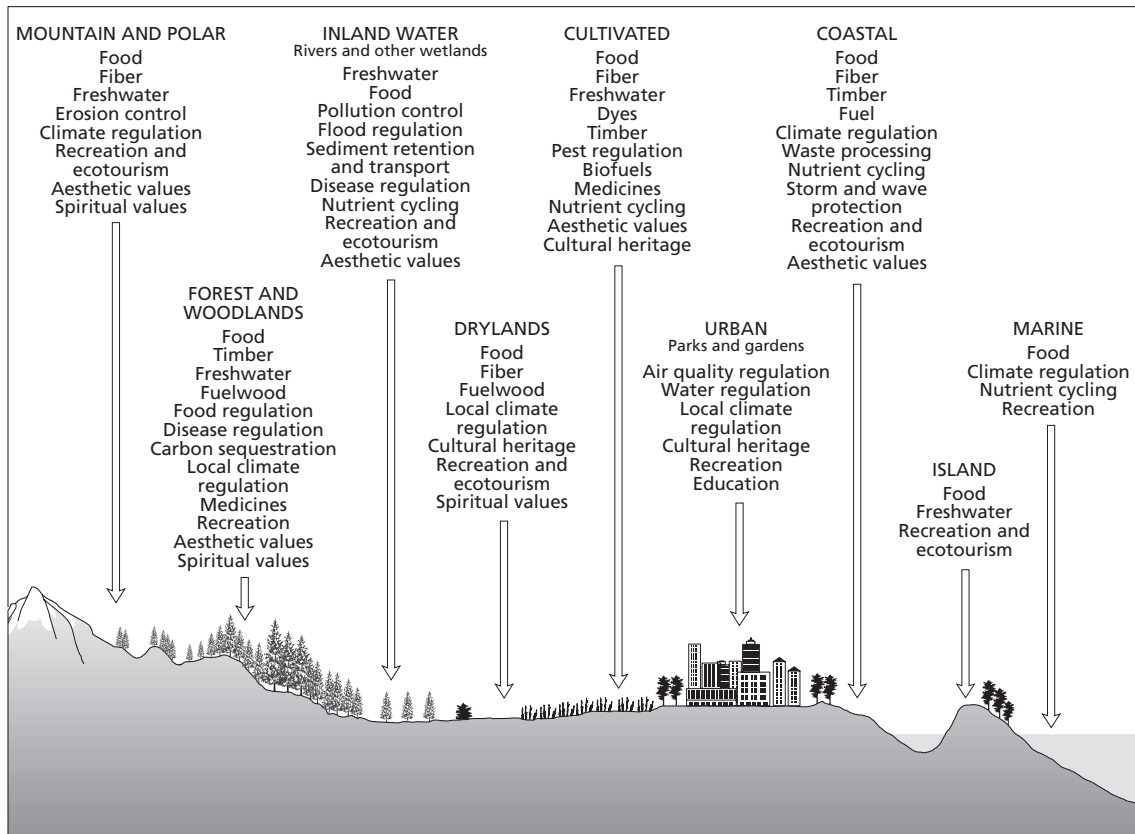 MOUNTAIN AND POLAR
Food
Fiber
Freshwater
Erosion control
Climate regulation
Recreation and
ecotourism
Aesthetic values
Spiritual values
INLAND WATER
Rivers and other wetlands
Freshwater
Food
Pollution control
Flood regulation
Sediment retention
and transport
Disease regulation
Nutrient cycling
Recreation and
ecotourism
Aesthetic values
CULTIVATED
Food
Fiber
Freshwater
Dyes
Timber
Pest regulation
Biofuels
Medicines
Nutrient cycling
Aesthetic values
Cultural heritage
COASTAL
Food
Fiber
Timber
Fuel
Climate regulation
Waste processing
Nutrient cycling
Storm and wave
protection
Recreation and
ecotourism
Aesthetic values
FOREST AND
WOODLANDS
Food
Timber
Freshwater
Fuelwood
Food regulation
Disease regulation
Carbon sequestration
Local climate
regulation
Medicines
Recreation
Aesthetic values
Spiritual values
DRYLANDS
Food
Fiber
Fuelwood
Local climate
regulation
Cultural heritage
Recreation and
ecotourism
Spiritual values
URBAN
Parks and gardens
Air quality regulation
Water regulation
Local climate
regulation
Cultural heritage
Recreation
Education
MARINE
Food
Climate regulation
Nutrient cycling
Recreation
ISLAND
Food
Freshwater
Recreation and
ecotourism